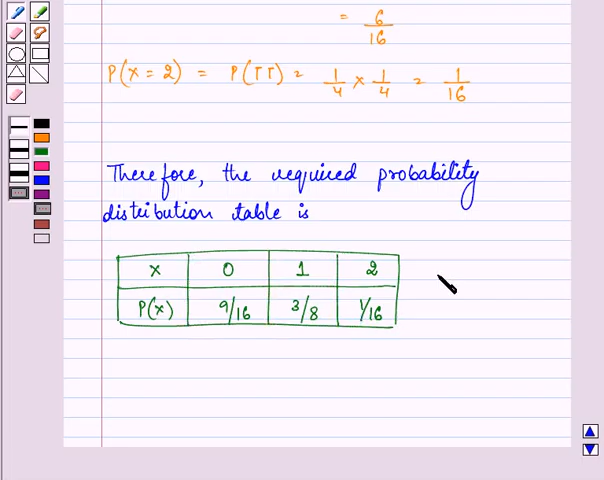 = 6/16
P(x = 2) = P(TT) = 1/4 × 1/4 = 1/16
Therefore, the required probability
distribution table is
x 0 1 2
P(x) 9/16 3/8 1/16